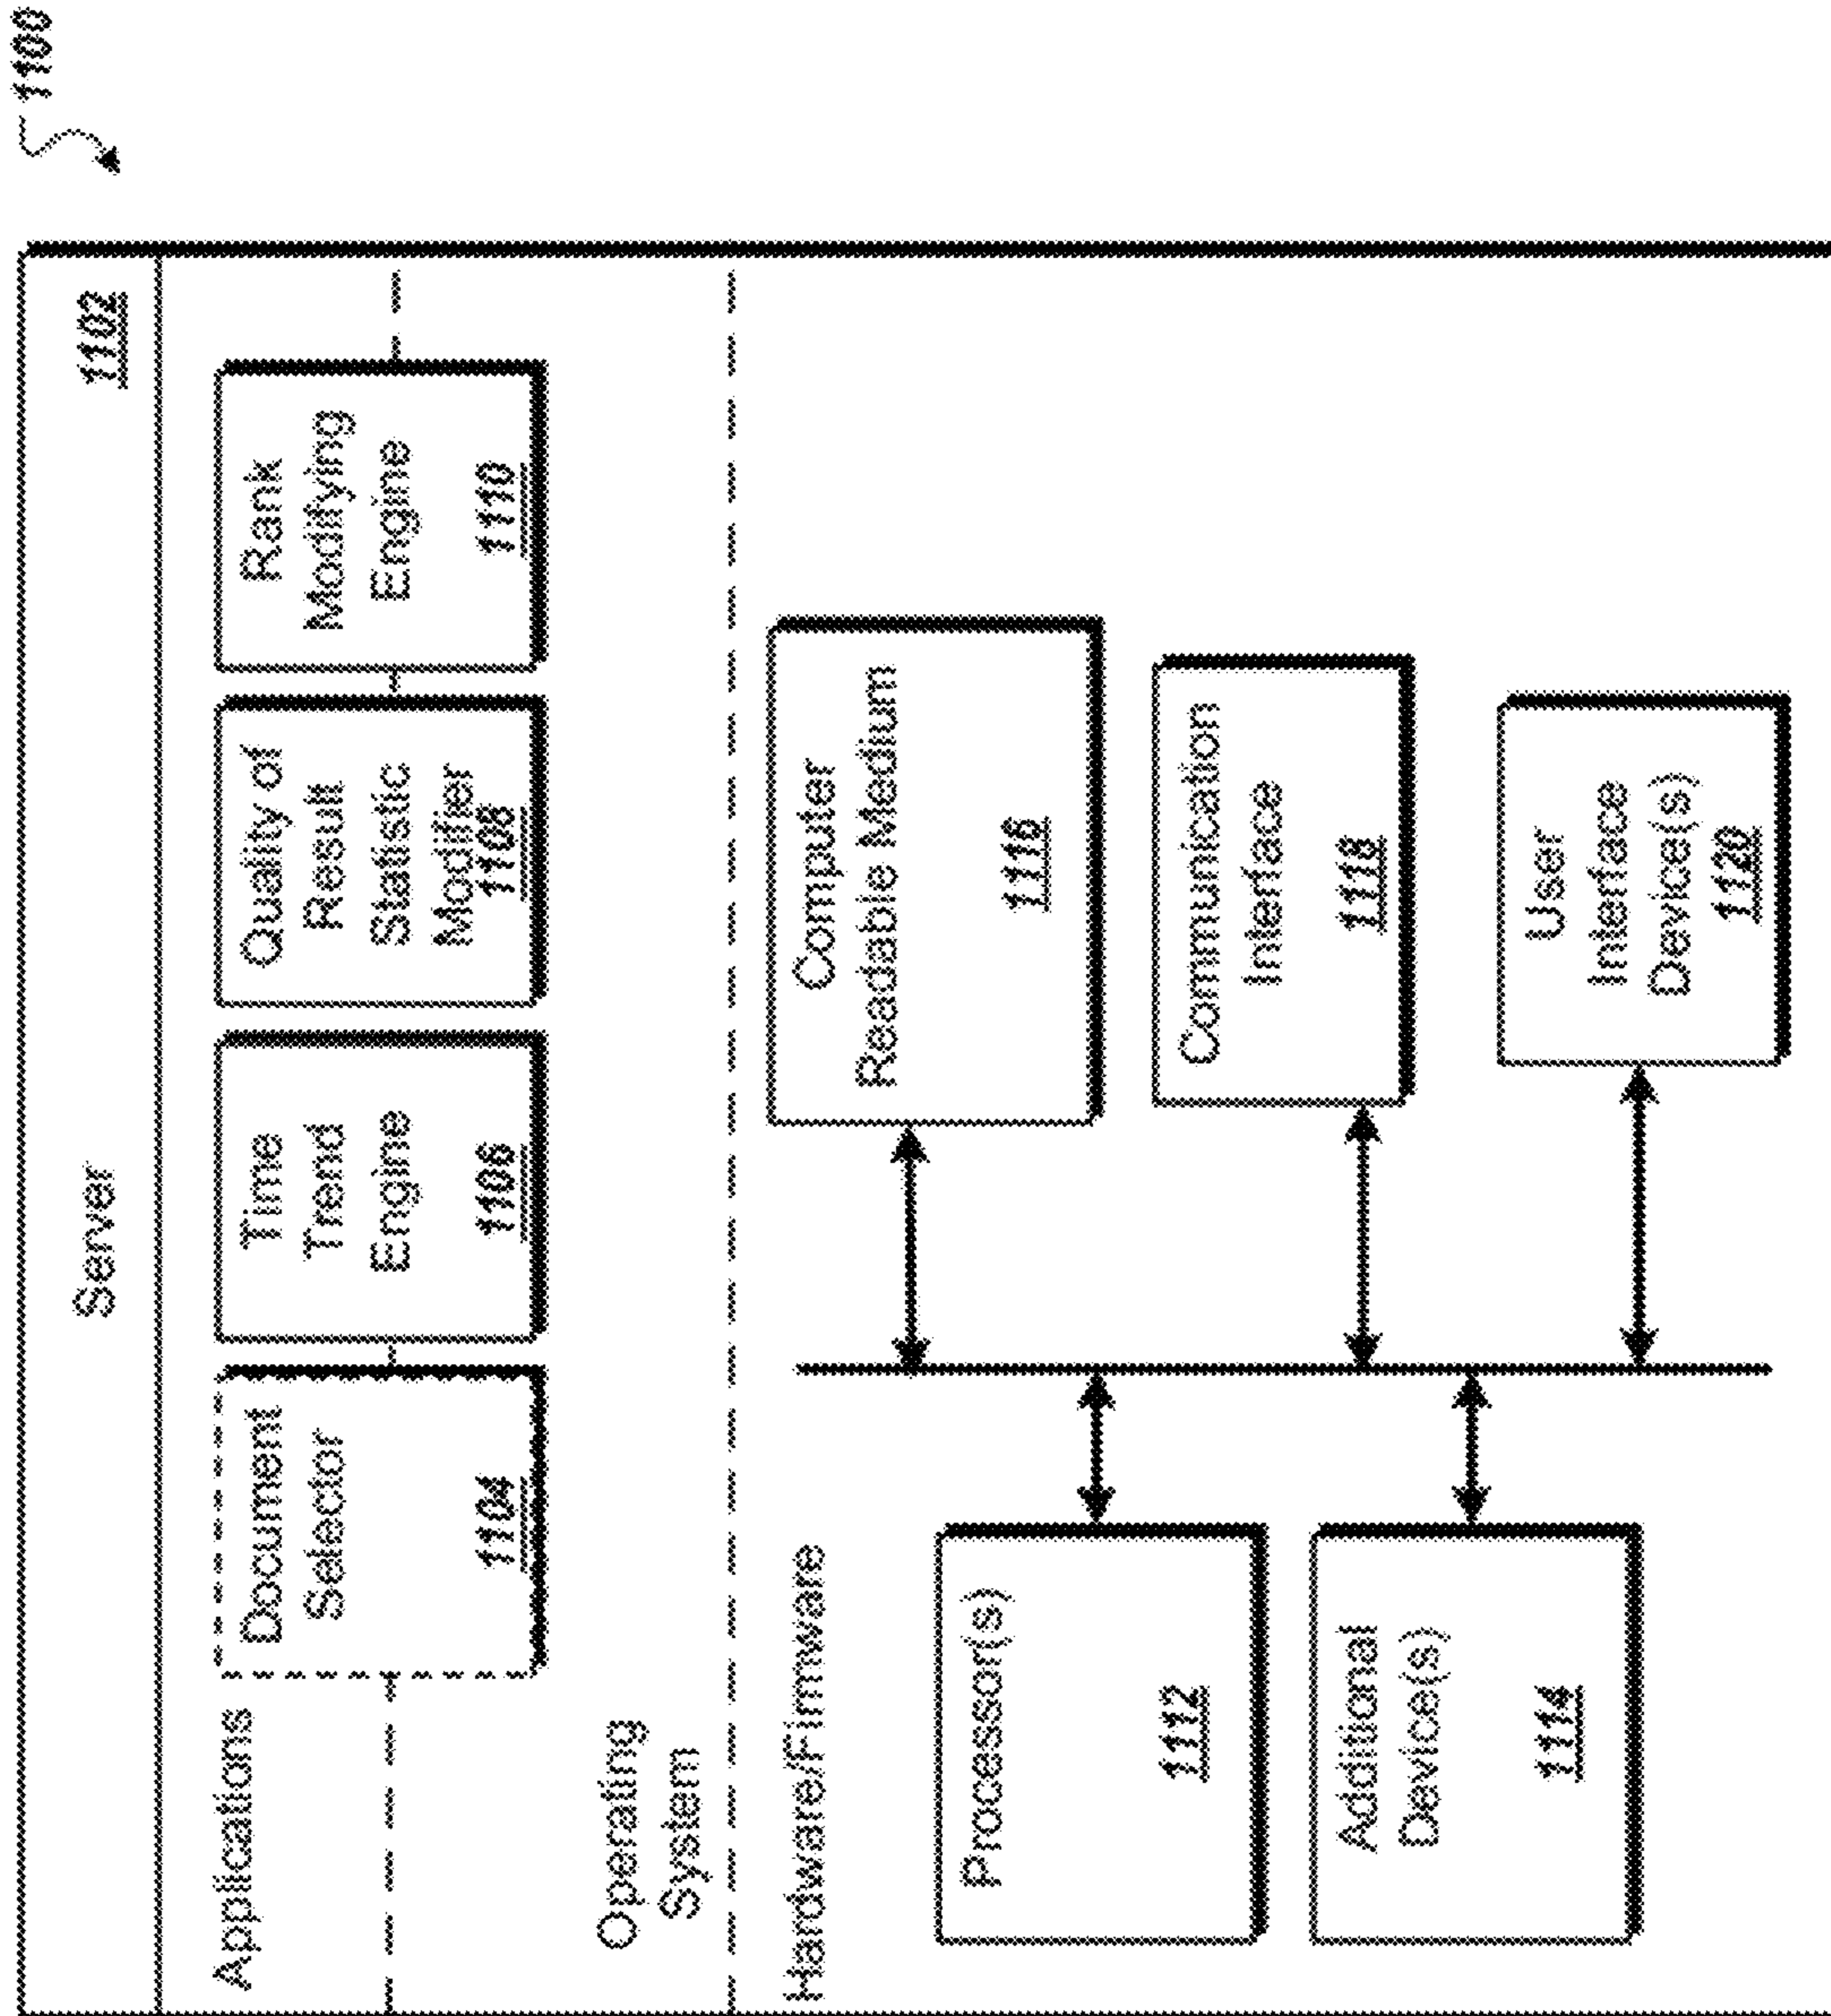 1100
Server
1102
Applications
Document
Selector
1104
Time
Trend
Engine
1106
Quality of
Result
Statistic
Modifier
1108
Rank
Modifying
Engine
1110
Operating
System
Hardware/Firmware
Processor(s)
1112
Additional
Device(s)
1114
Computer
Readable Medium
1116
Communication
Interface
1118
User
Interface
Device(s)
1120